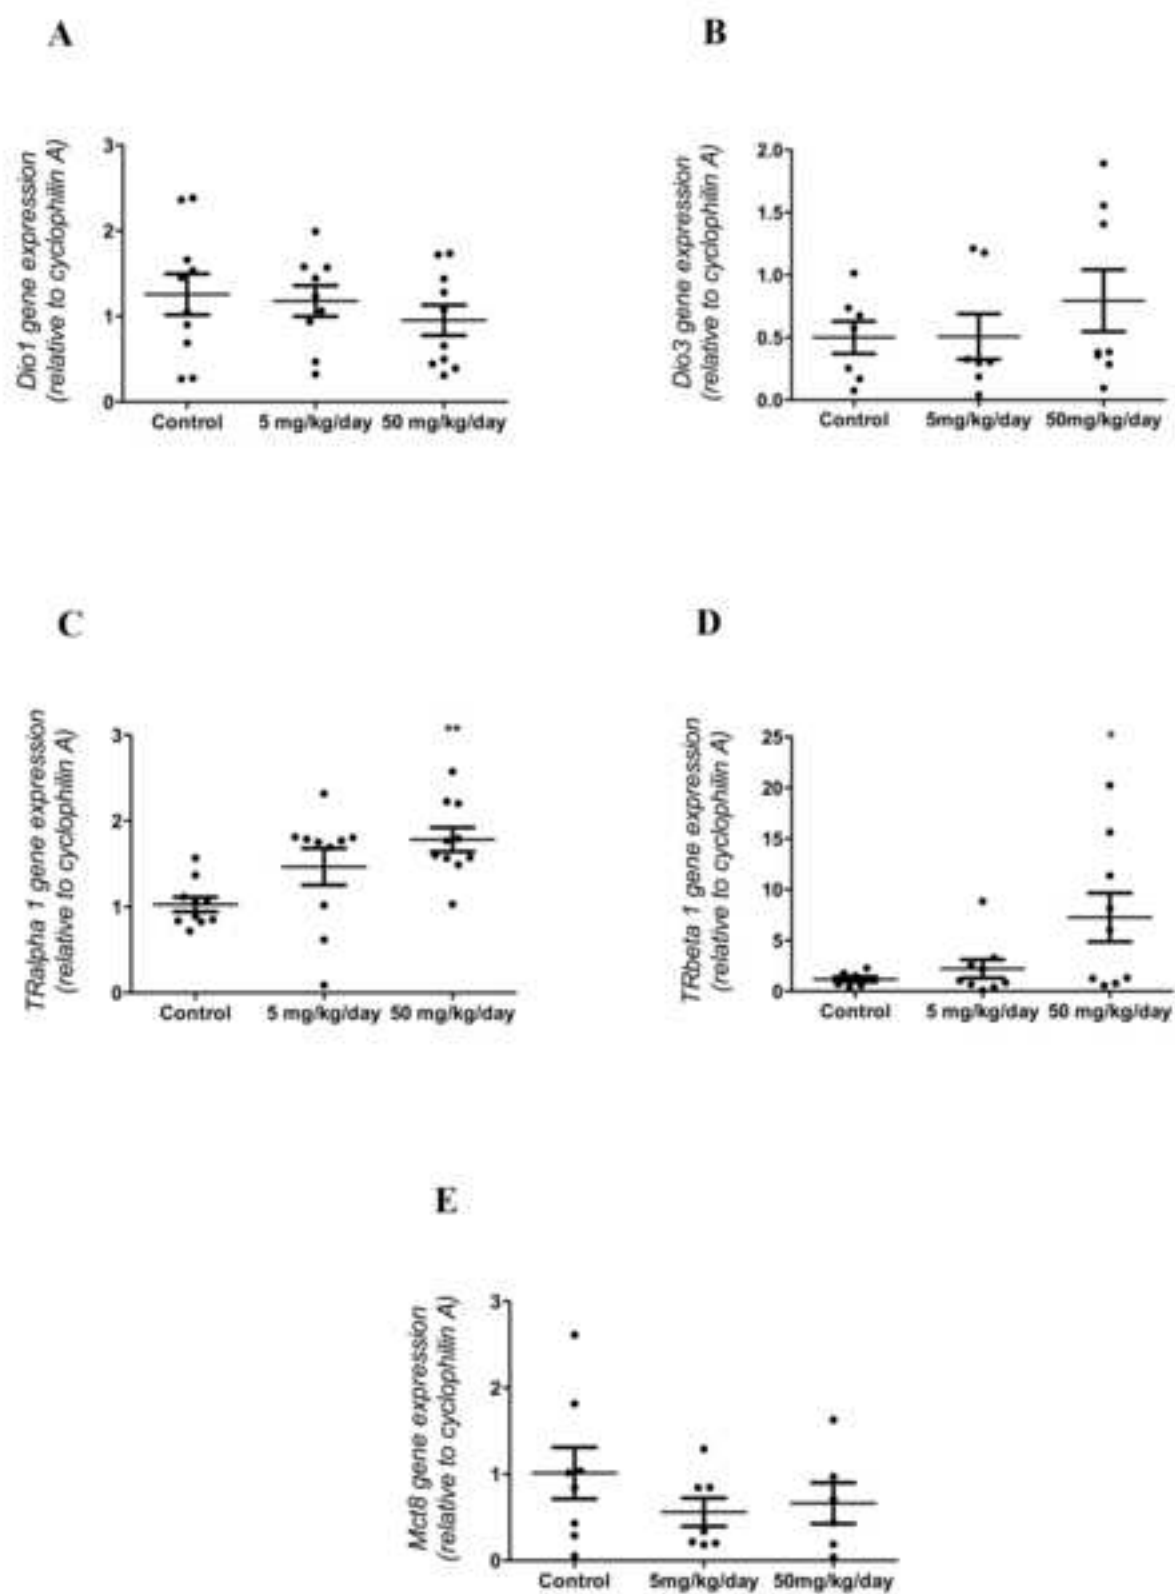 A
Dio1 gene expression
(relative to cyclophilin A)
3
2
1
0
Control 5 mg/kg/day 50 mg/kg/day
B
Dio3 gene expression
(relative to cyclophilin A)
2.0
1.5
1.0
0.5
0.0
Control 5mg/kg/day 50mg/kg/day
C
TRalpha 1 gene expression
(relative to cyclophilin A)
3
2
1
0
**
Control 5 mg/kg/day 50 mg/kg/day
D
TRbeta 1 gene expression
(relative to cyclophilin A)
25
20
15
10
5
0
*
Control 5 mg/kg/day 50 mg/kg/day
E
Mct8 gene expression
(relative to cyclophilin A)
3
2
1
0
Control 5mg/kg/day 50mg/kg/day